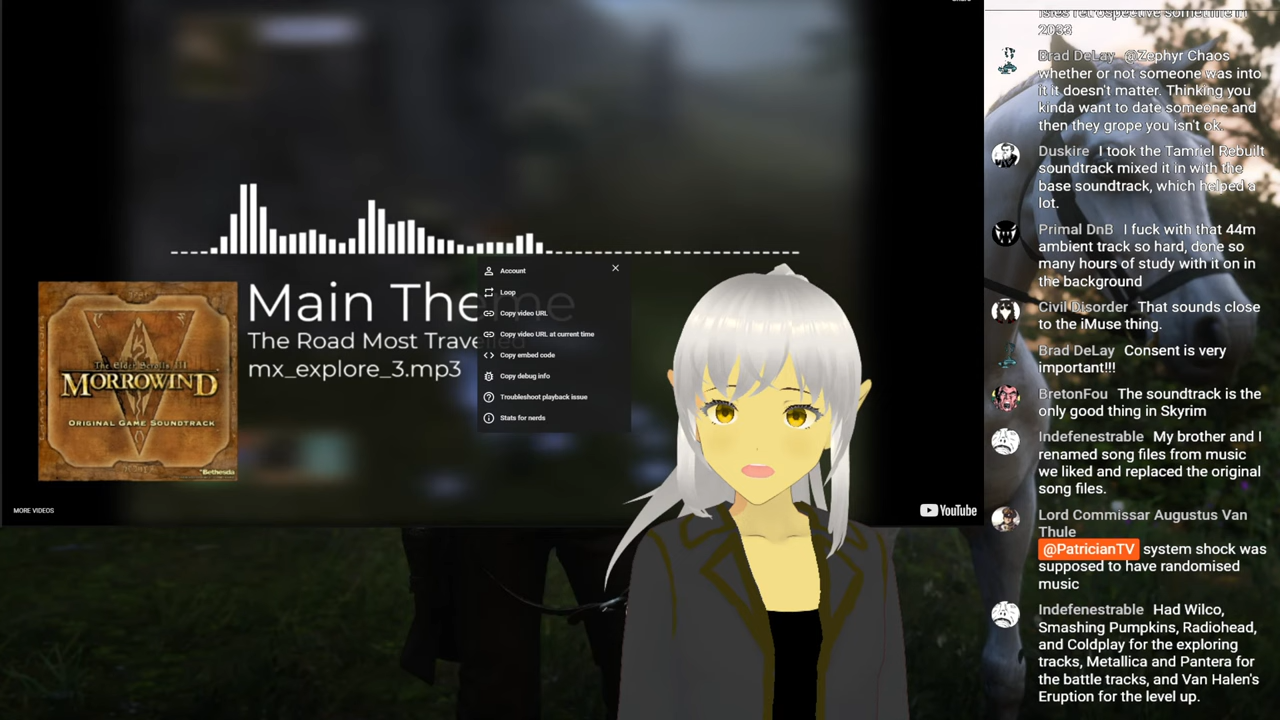 Main The
The Road Most Trave
mx_explore_3.mp3
The Elder Scrolls III
MORROWIND
ORIGINAL GAME SOUNDTRACK
Bethesda
Account
Loop
Copy video URL
Copy video URL at current time
Copy embed code
Copy debug info
Troubleshoot playback issue
Stats for nerds
MORE VIDEOS
YouTube
isles retrospective sometime in
2033
Brad DeLay @Zephyr Chaos
whether or not someone was into
it it doesn't matter. Thinking you
kinda want to date someone and
then they grope you isn't ok.
Duskire I took the Tamriel Rebuilt
soundtrack mixed it in with the
base soundtrack, which helped a
lot.
Primal DnB I fuck with that 44m
ambient track so hard, done so
many hours of study with it on in
the background
Civil Disorder That sounds close
to the iMuse thing.
Brad DeLay Consent is very
important!!!
BretonFou The soundtrack is the
only good thing in Skyrim
Indefenestrable My brother and I
renamed song files from music
we liked and replaced the original
song files.
Lord Commissar Augustus Van
Thule
@PatricianTV system shock was
supposed to have randomised
music
Indefenestrable Had Wilco,
Smashing Pumpkins, Radiohead,
and Coldplay for the exploring
tracks, Metallica and Pantera for
the battle tracks, and Van Halen's
Eruption for the level up.